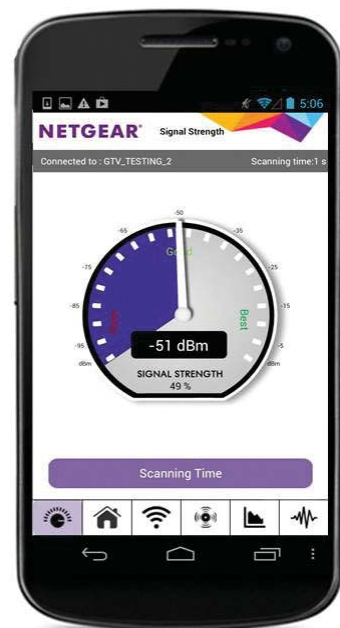 5:06
NETGEAR® Signal Strength
Connected to : GTV_TESTING_2 Scanning time:1 s
-50
-65 -35
Good
-75 -25
-85 -15
Best
-95 -5
dBm dBm
-51 dBm
SIGNAL STRENGTH
49 %
Scanning Time